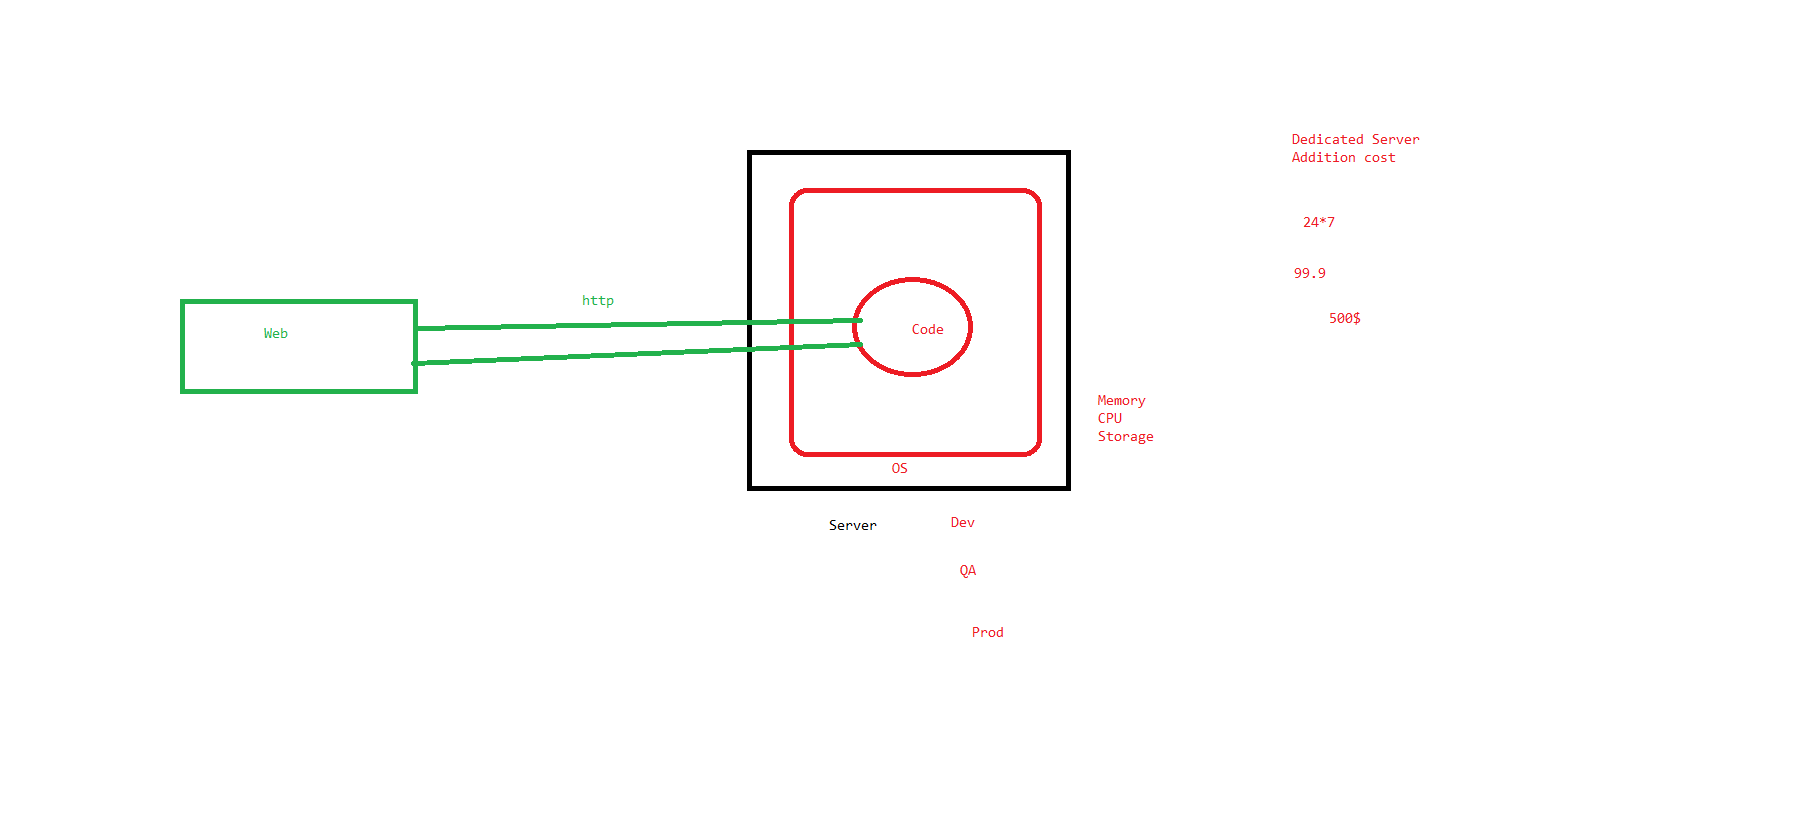 Dedicated Server
Addition cost
24*7
99.9
http
500$
Web
Code
Memory
CPU
Storage
OS
Server
Dev
QA
Prod